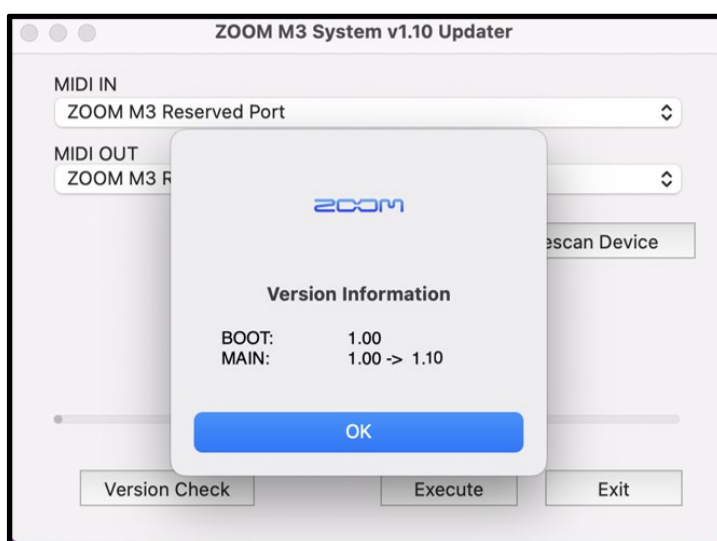 ZOOM M3 System v1.10 Updater
MIDI IN
ZOOM M3 Reserved Port
MIDI OUT
ZOOM M3
zoom
Device
Version Information
BOOT: 1.00
MAIN: 1.00 -> 1.10
OK
Version Check Execute Exit